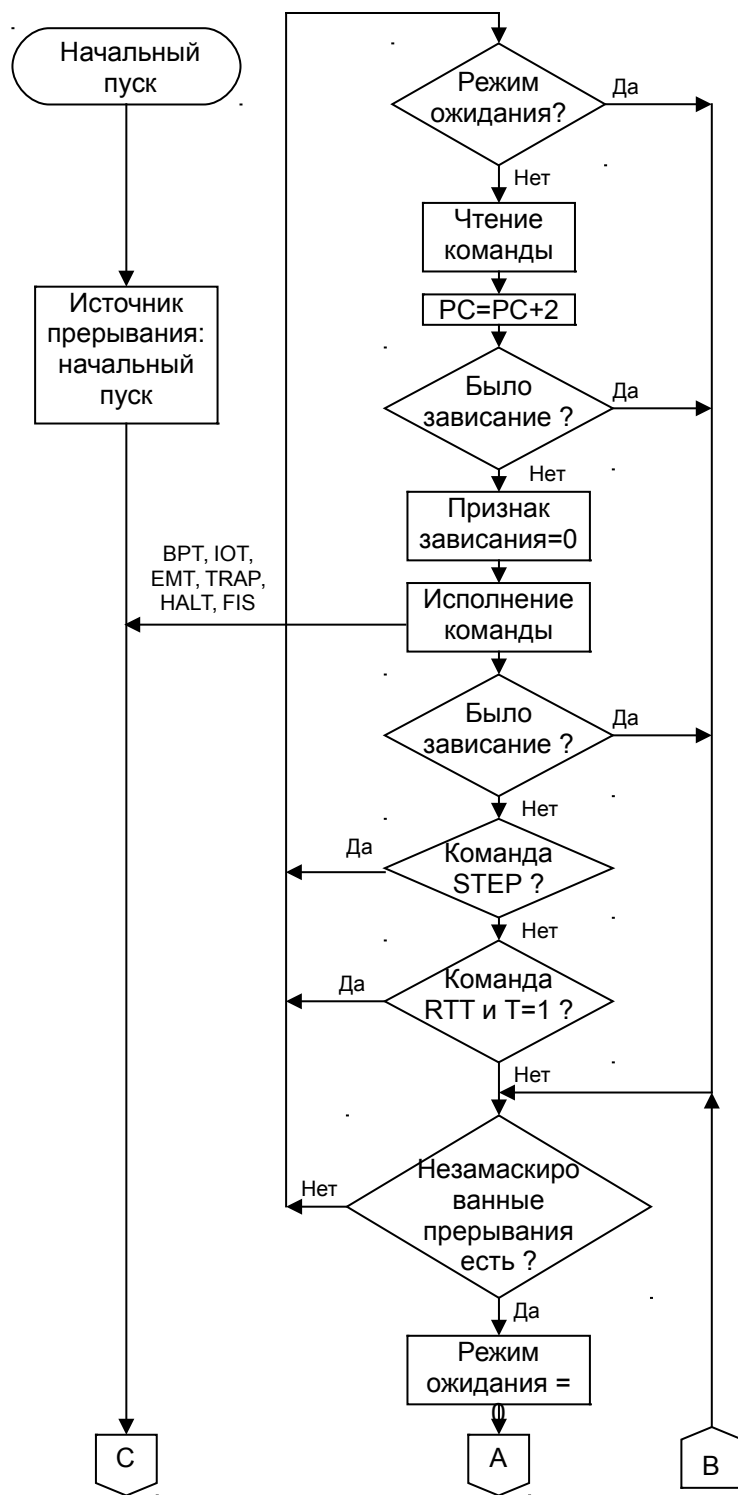 Начальный
пуск
Источник
прерывания:
начальный
пуск
BPT, IOT,
EMT, TRAP,
HALT, FIS
C
Режим
ожидания?
Да
Нет
Чтение
команды
PC=PC+2
Было
зависание ?
Да
Нет
Признак
зависания=0
Исполнение
команды
Было
зависание ?
Да
Нет
Команда
STEP ?
Да
Нет
Команда
RTT и T=1 ?
Да
Нет
Незамаскиро
ванные
прерывания
есть ?
Нет
Да
Режим
ожидания =
0
A
B